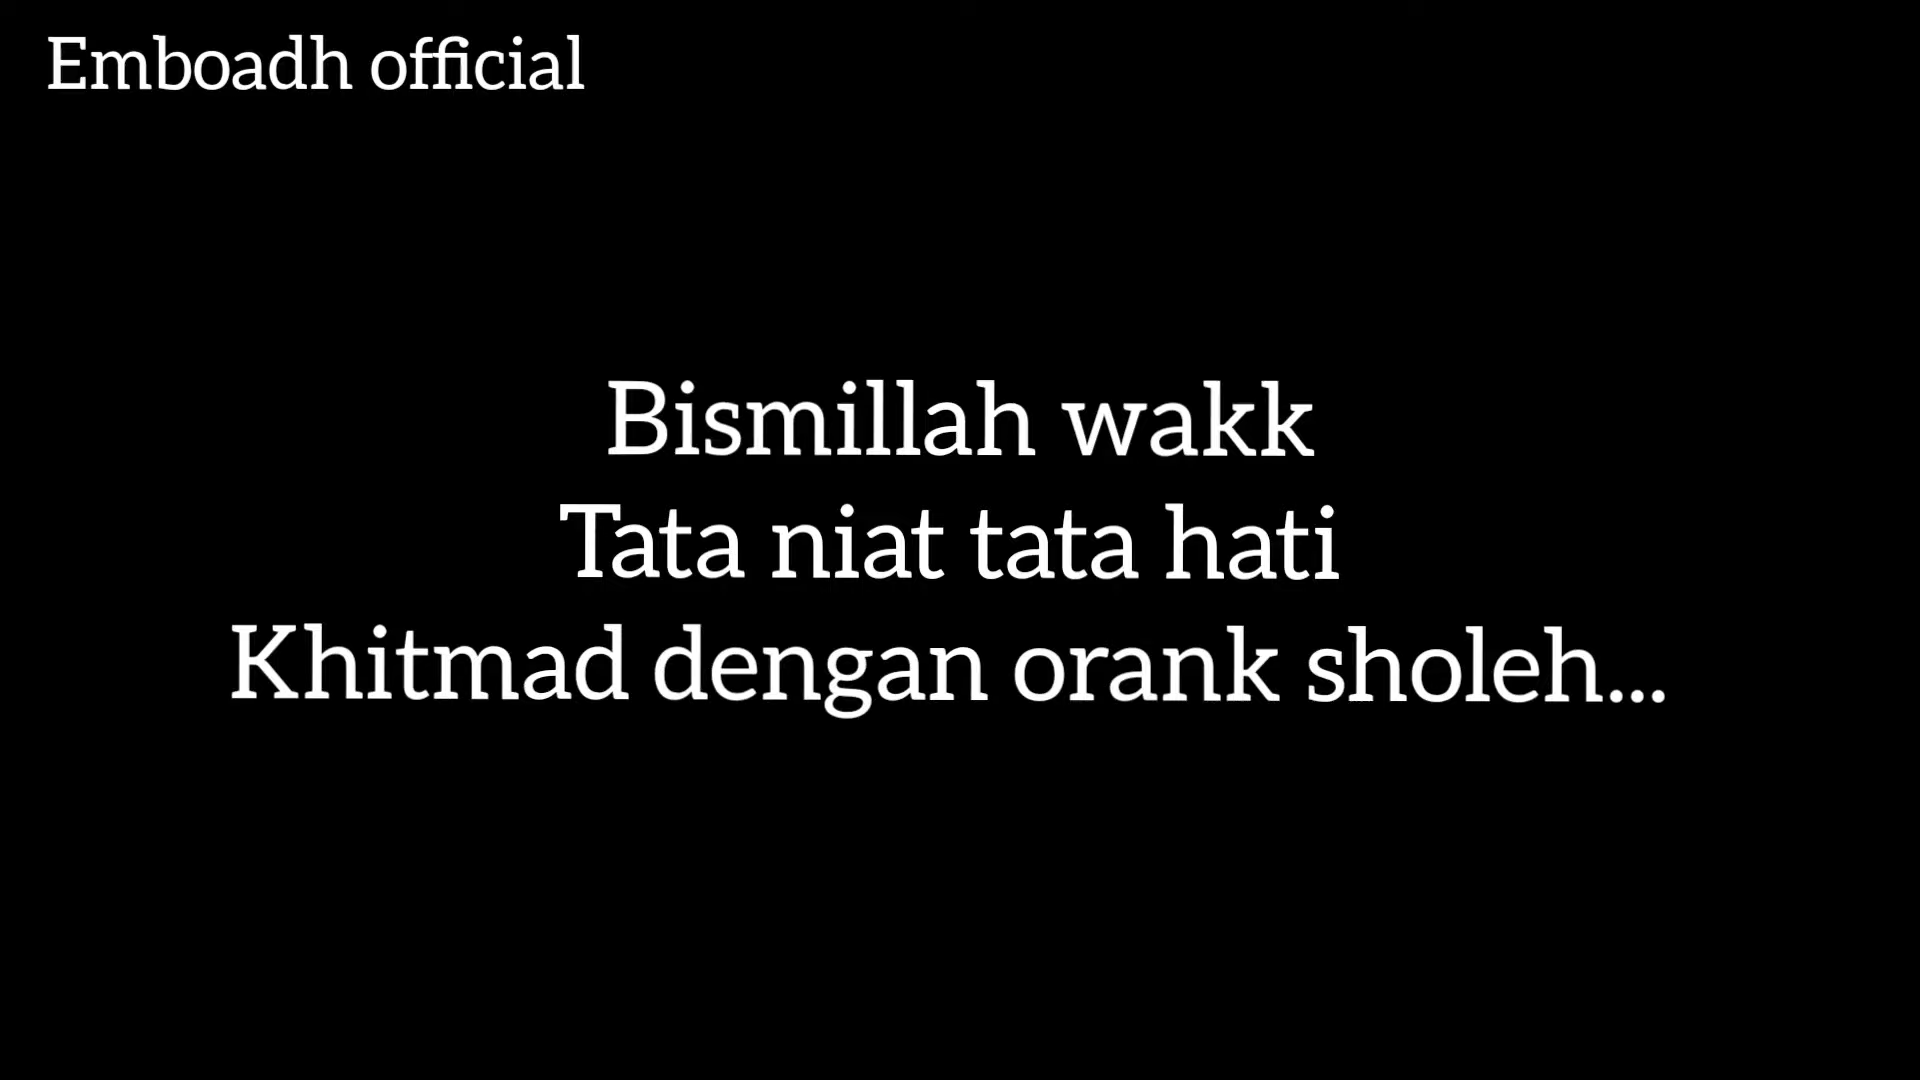 Emboadh official
Bismillah wakk
Tata niat tata hati
Khitmad dengan orank sholeh...